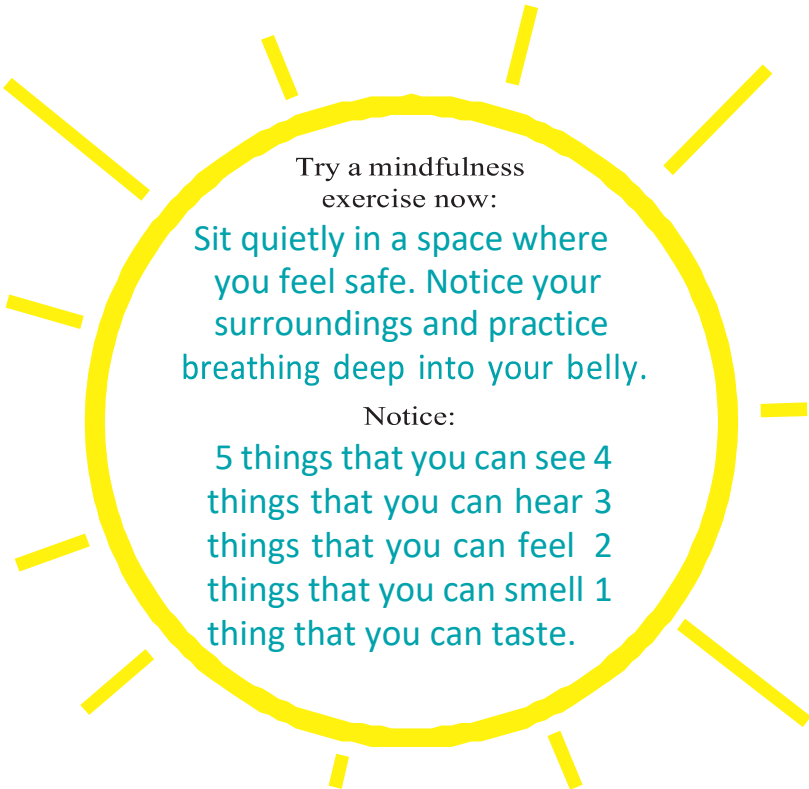 Try a mindfulness
exercise now:
Sit quietly in a space where
you feel safe. Notice your
surroundings and practice
breathing deep into your belly.
Notice:
5 things that you can see 4
things that you can hear 3
things that you can feel 2
things that you can smell 1
thing that you can taste.